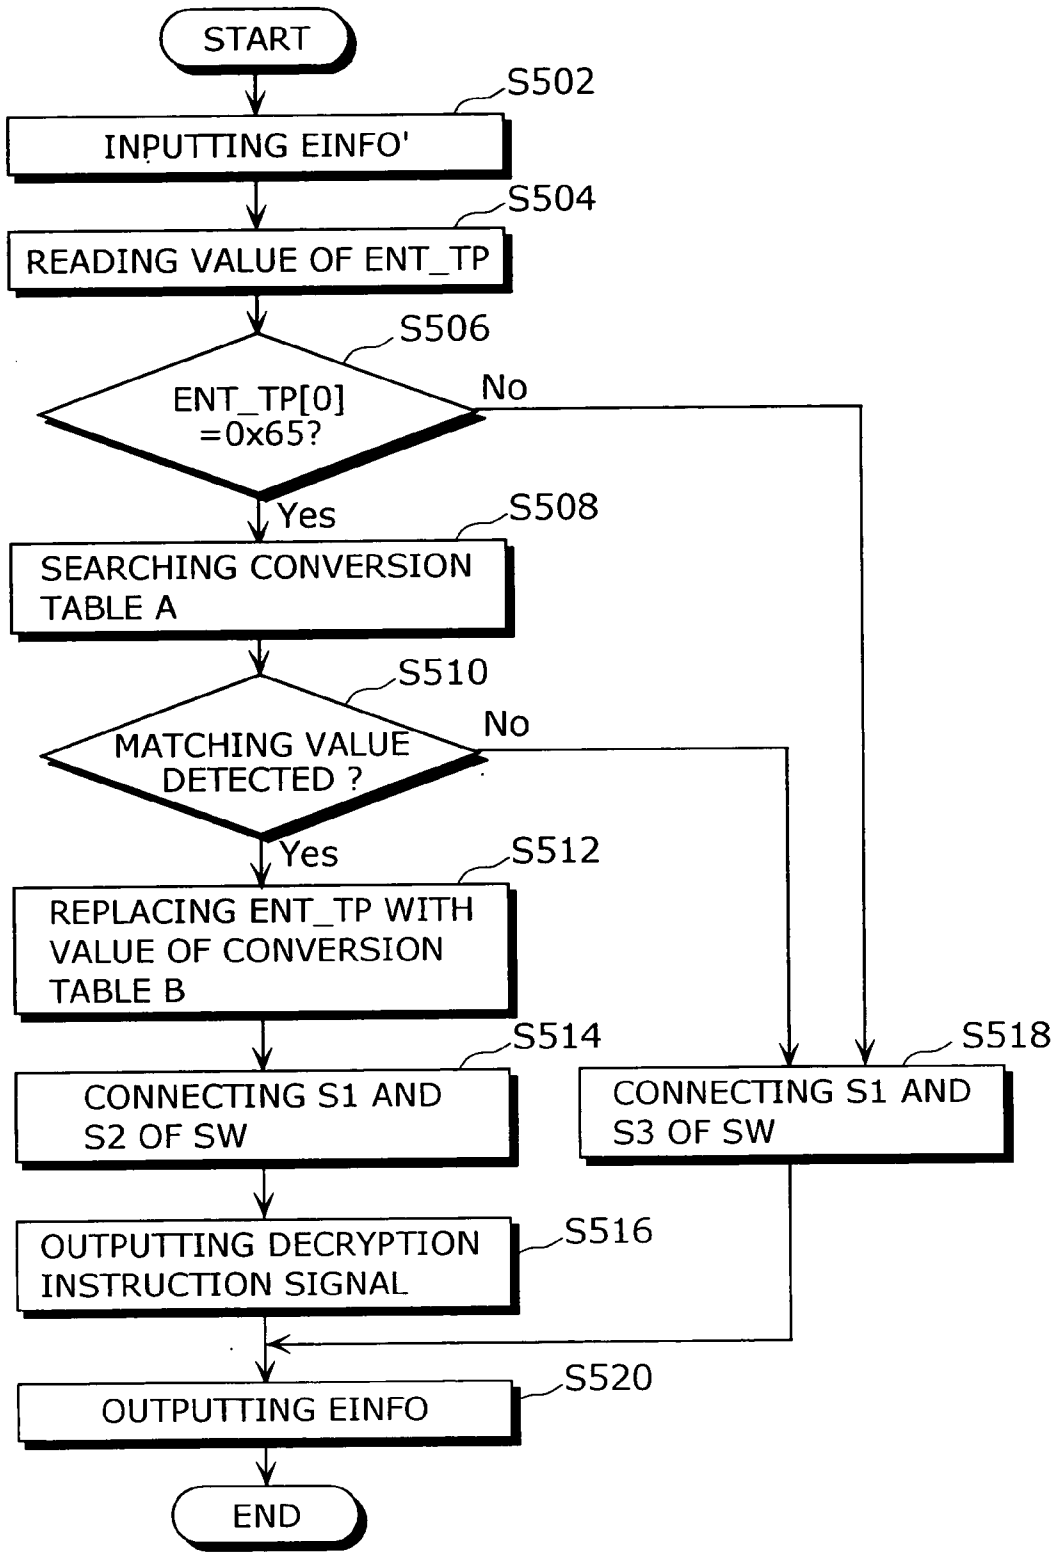 START
S502
INPUTTING EINFO'
S504
READING VALUE OF ENT_TP
S506
ENT_TP[0]
=0x65?
No
Yes
S508
SEARCHING CONVERSION
TABLE A
S510
MATCHING VALUE
DETECTED ?
No
Yes
S512
REPLACING ENT_TP WITH
VALUE OF CONVERSION
TABLE B
S514
CONNECTING S1 AND
S2 OF SW
S518
CONNECTING S1 AND
S3 OF SW
S516
OUTPUTTING DECRYPTION
INSTRUCTION SIGNAL
S520
OUTPUTTING EINFO
END